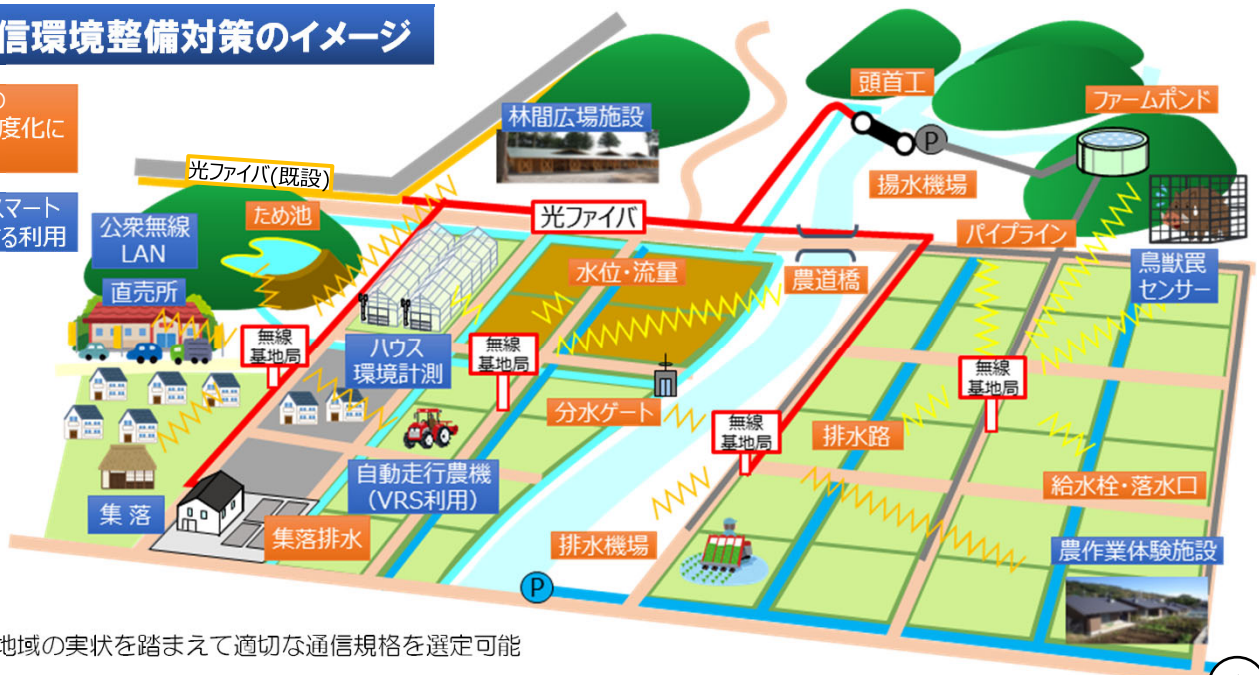 信環境整備対策のイメージ
の
度化に
スマート
る利用
光ファイバ(既設)
林間広場施設
頭首工
ファームポンド
P
揚水機場
公衆無線
LAN
ため池
光ファイバ
パイプライン
鳥獣罠
センサー
直売所
水位・流量
農道橋
無線
基地局
ハウス
環境計測
無線
基地局
分水ゲート
無線
基地局
無線
基地局
排水路
自動走行農機
(VRS利用)
給水栓・落水口
集 落
集落排水
排水機場
農作業体験施設
P
地域の実状を踏まえて適切な通信規格を選定可能